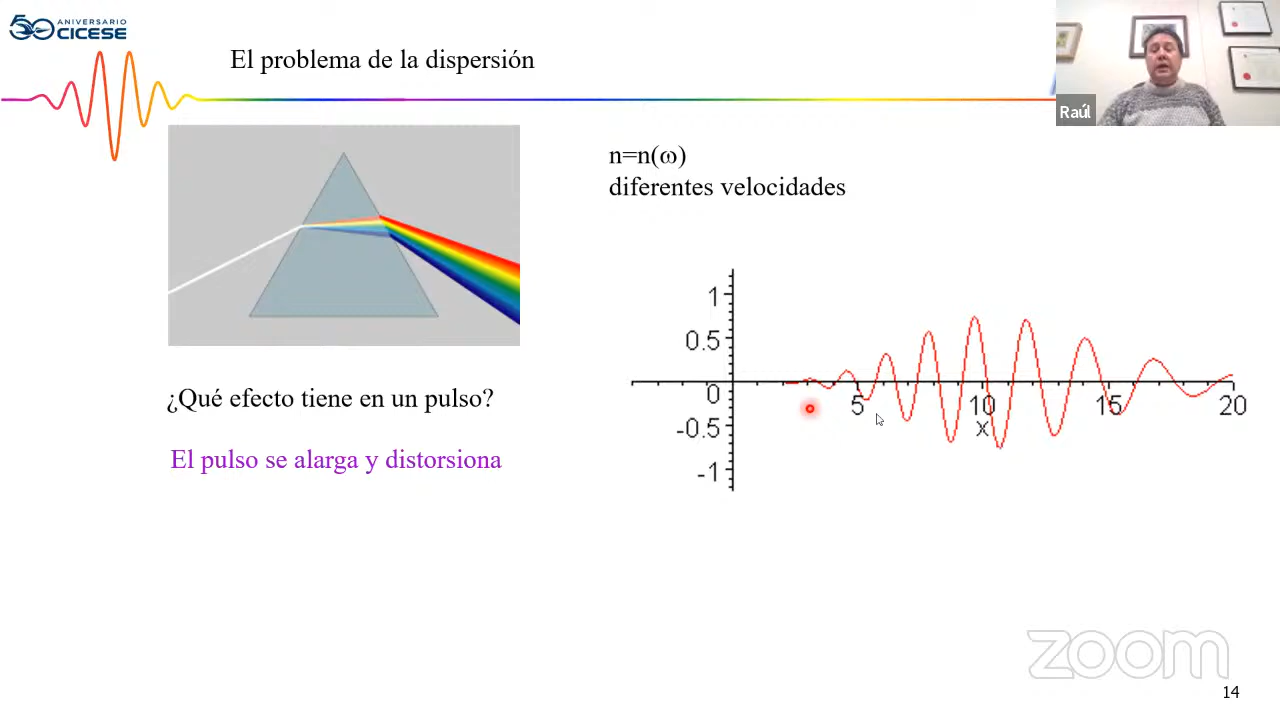 50 ANIVERSARIO
CICESE
El problema de la dispersión
Raúl
n=n(ω)
diferentes velocidades
1
0.5
0
-0.5
-1
5
10
15
20
x
¿Qué efecto tiene en un pulso?
El pulso se alarga y distorsiona
zoom
14